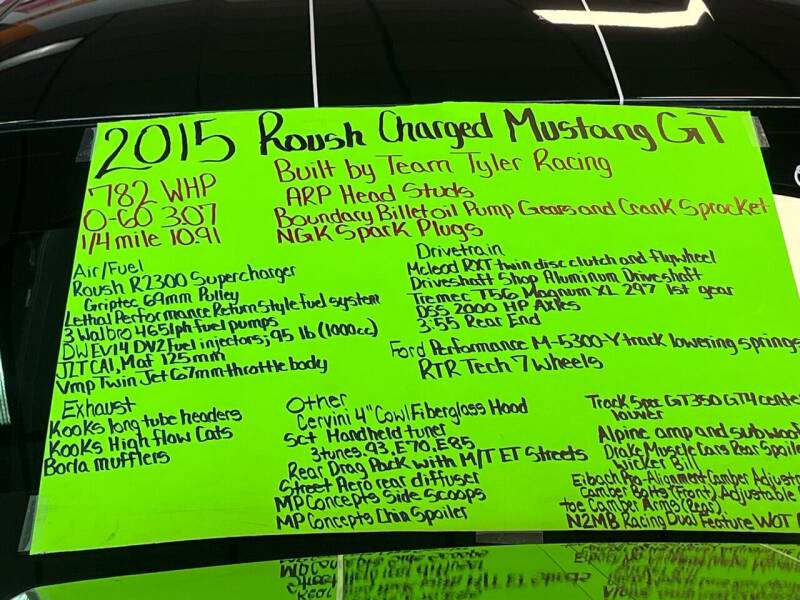 2015 Roush Charged Mustang GT
782 WHP
0-60 3.07
1/4 mile 10.91
Built by Team Tyler Racing
ARP Head Studs
Boundary Billet oil Pump Gears and Crank Sprocket
NGK Spark Plugs
Air/Fuel
Roush R2300 Supercharger
Griptec 69mm Pulley
Lethal Performance Return Style fuel system
3 Walbro 465lph fuel pumps
DW EV14 DV2 Fuel injectors; 95 lb (1000cc)
JLT CAI, Maf 125mm
Vmp Twin Jet 67mm throttle body
Drivetrain
Mcleod RXT twin disc clutch and flywheel
Driveshaft Shop Aluminum Driveshaft
Tremec T56 Magnum XL 2.97 1st gear
DSS 2000 HP Axles
3:55 Rear End
Ford Performance M-5300-Y track lowering springs
RTR Tech 7 Wheels
Exhaust
Kooks long tube headers
Kooks High flow Cats
Borla mufflers
Other
Cervini 4" Cowl Fiberglass Hood
Sct Handheld tuner
3 tunes. 93, E70, E85
Rear Drag Pack with M/T ET Streets
Street Aero rear diffuser
MP Concepts Side Scoops
MP Concepts Chin Spoiler
Track Spec GT350 GT4 cente
louver
Alpine amp and subwoof
Drake Muscle Cars Rear Spoile
wicker Bill
Eibach Pro-Alignment Camber Adjustm
camber Bolts (Front), Adjustable
toe Camber Arms (Rear).
N2MB Racing Dual Feature WOT